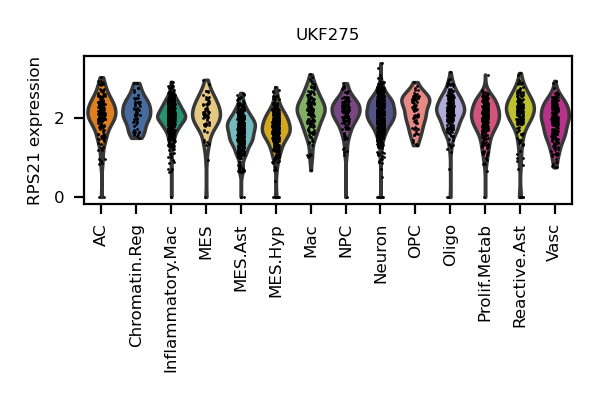 UKF275
RPS21 expression
2
0
AC
Chromatin.Reg
Inflammatory.Mac
MES
MES.Ast
MES.Hyp
Mac
NPC
Neuron
OPC
Oligo
Prolif.Metab
Reactive.Ast
Vasc